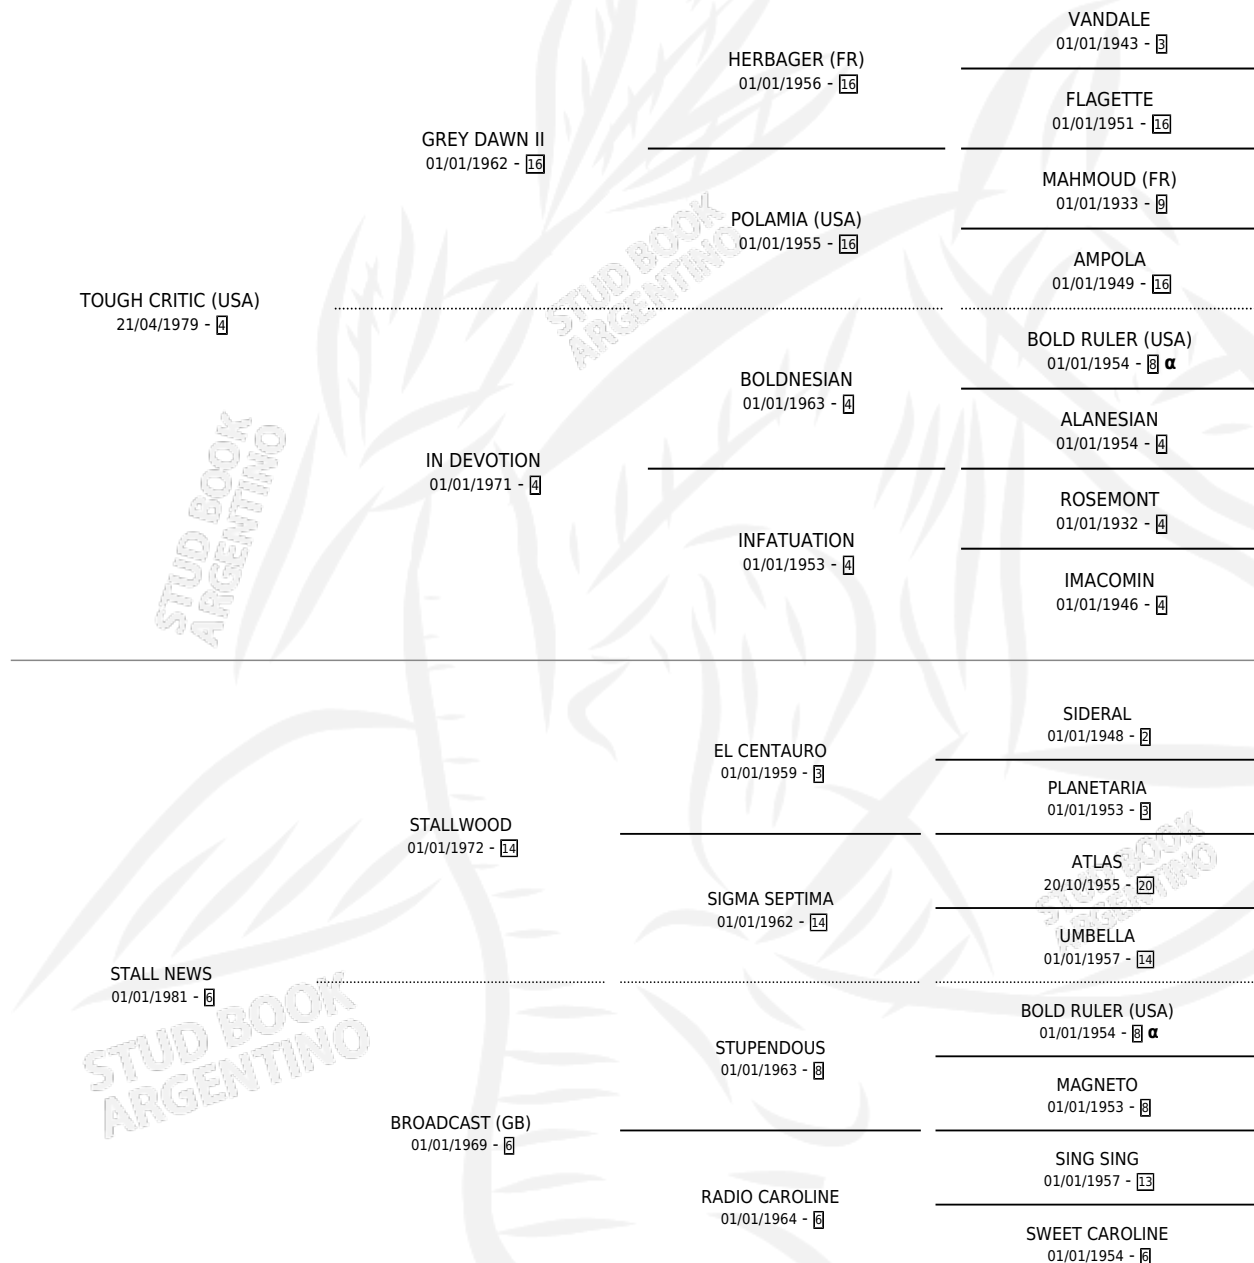 VANDALE
01/01/1943 - 3
HERBAGER (FR)
01/01/1956 - 16
FLAGETTE
01/01/1951 - 16
GREY DAWN II
01/01/1962 - 16
MAHMOUD (FR)
01/01/1933 - 9
POLAMIA (USA)
01/01/1955 - 16
AMPOLA
01/01/1949 - 16
STUD BOOK
ARGENTINO
TOUGH CRITIC (USA)
21/04/1979 - 4
BOLD RULER (USA)
01/01/1954 - 8 α
BOLDNESIAN
01/01/1963 - 4
ALANESIAN
01/01/1954 - 4
IN DEVOTION
01/01/1971 - 4
ROSEMONT
01/01/1932 - 4
STUD BOOK
ARGENTINO
INFATUATION
01/01/1953 - 4
IMACOMIN
01/01/1946 - 4
SIDERAL
01/01/1948 - 2
EL CENTAURO
01/01/1959 - 3
PLANETARIA
01/01/1953 - 3
STALLWOOD
01/01/1972 - 14
ATLAS
20/10/1955 - 20
STUD BOOK
ARGENTINO
SIGMA SEPTIMA
01/01/1962 - 14
UMBELLA
01/01/1957 - 14
STALL NEWS
01/01/1981 - 6
STUD BOOK
ARGENTINO
BOLD RULER (USA)
01/01/1954 - 8 α
STUPENDOUS
01/01/1963 - 8
MAGNETO
01/01/1953 - 8
BROADCAST (GB)
01/01/1969 - 6
SING SING
01/01/1957 - 13
RADIO CAROLINE
01/01/1964 - 6
SWEET CAROLINE
01/01/1954 - 6